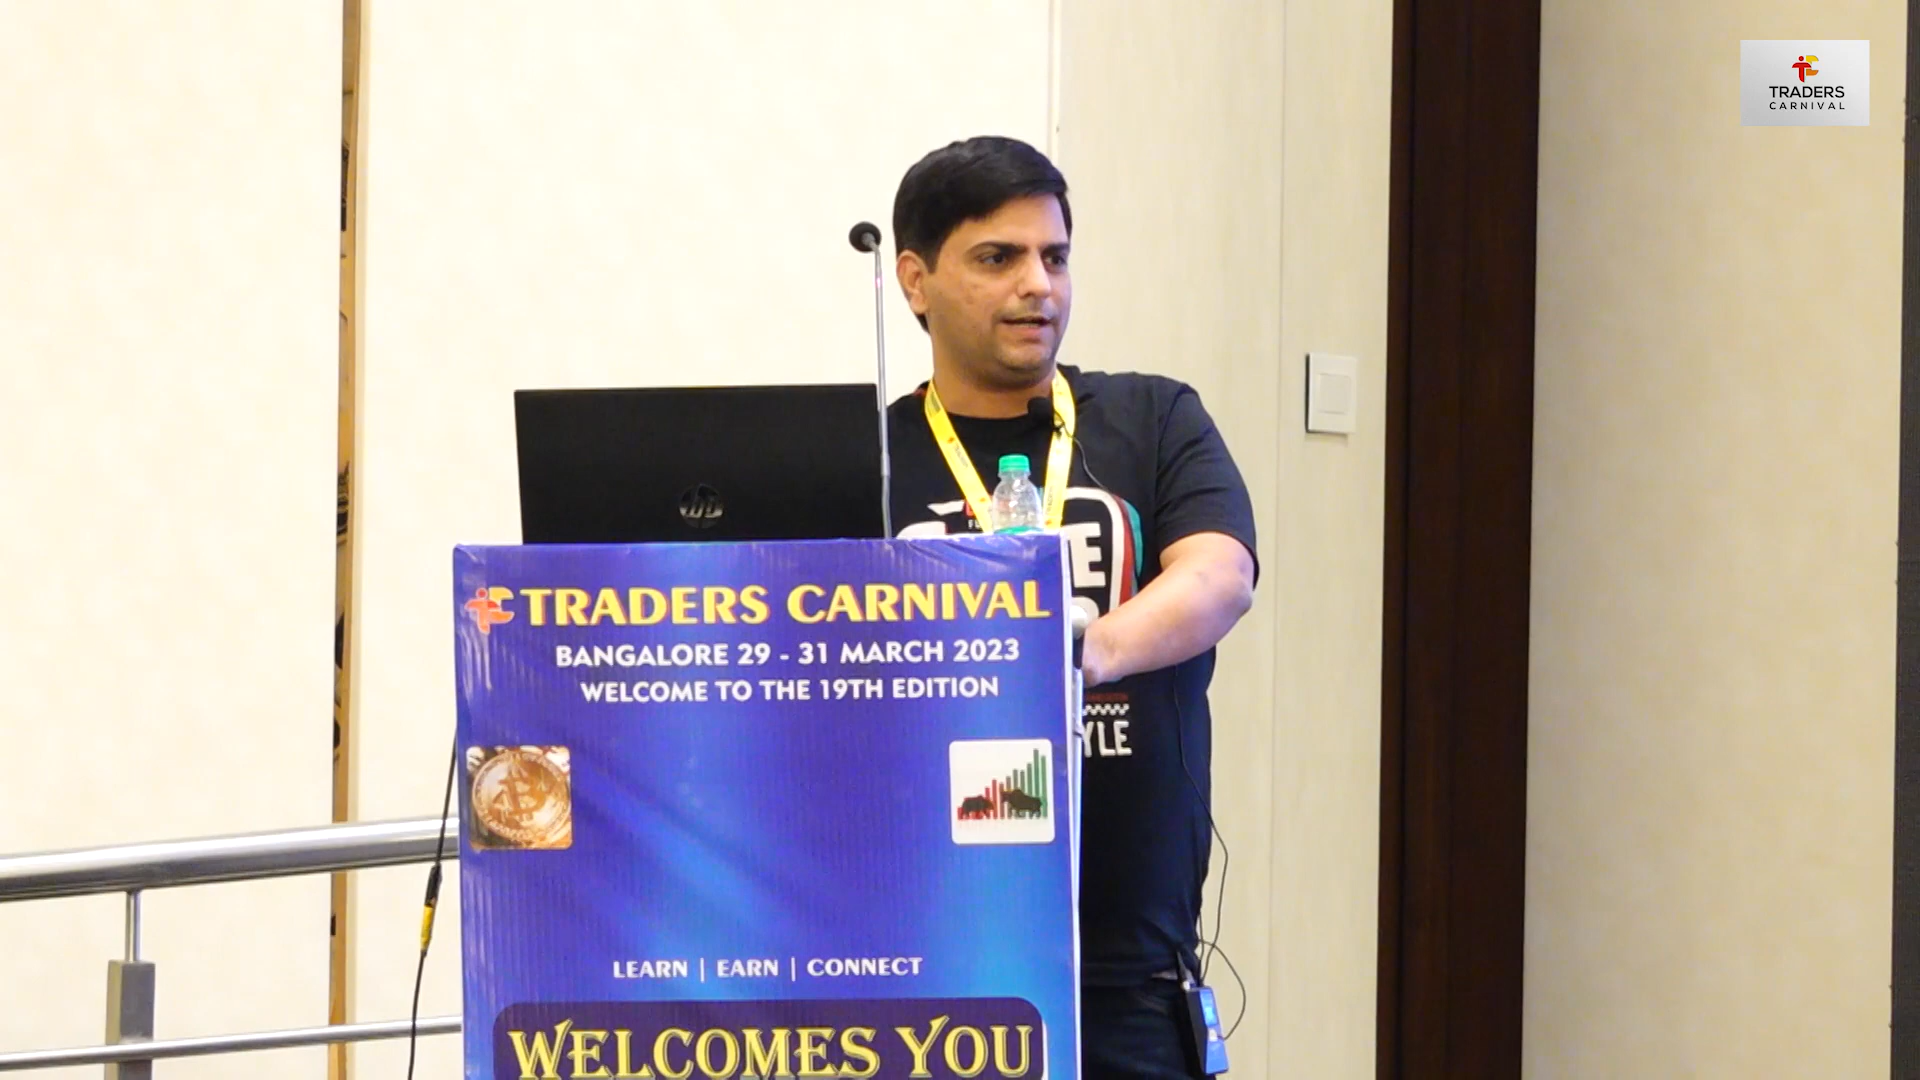 TRADERS
CARNIVAL
hp
TRADERS CARNIVAL
BANGALORE 29 - 31 MARCH 2023
WELCOME TO THE 19TH EDITION
LEARN | EARN | CONNECT
WELCOMES YOU